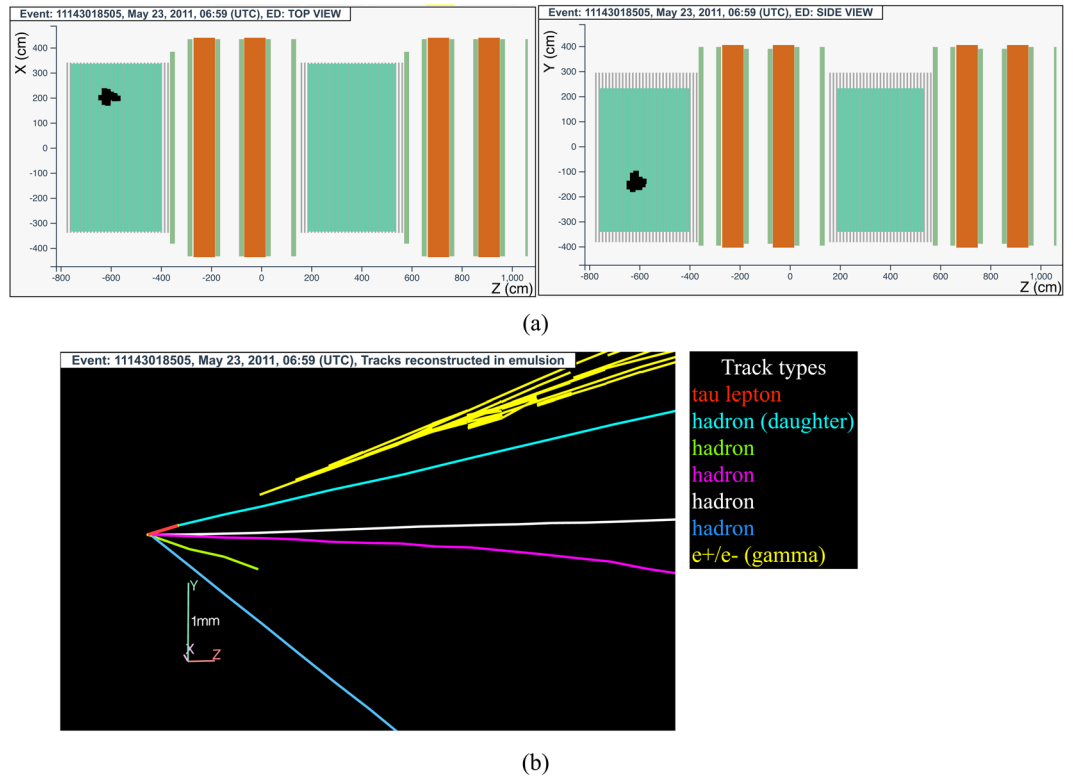 Event: 11143018505, May 23, 2011, 06:59 (UTC), ED: TOP VIEW
X (cm)
400
300
200
100
0
-100
-200
-300
-400
-800
-600
-400
-200
0
200
400
600
800
1,000
Z (cm)
Event: 11143018505, May 23, 2011, 06:59 (UTC), ED: SIDE VIEW
Y (cm)
400
300
200
100
0
-100
-200
-300
-400
-800
-600
-400
-200
0
200
400
600
800
1,000
Z (cm)
(a)
Event: 11143018505, May 23, 2011, 06:59 (UTC), Tracks reconstructed in emulsion
Y
1mm
X
Z
Track types
tau lepton
hadron (daughter)
hadron
hadron
hadron
hadron
e+/e- (gamma)
(b)